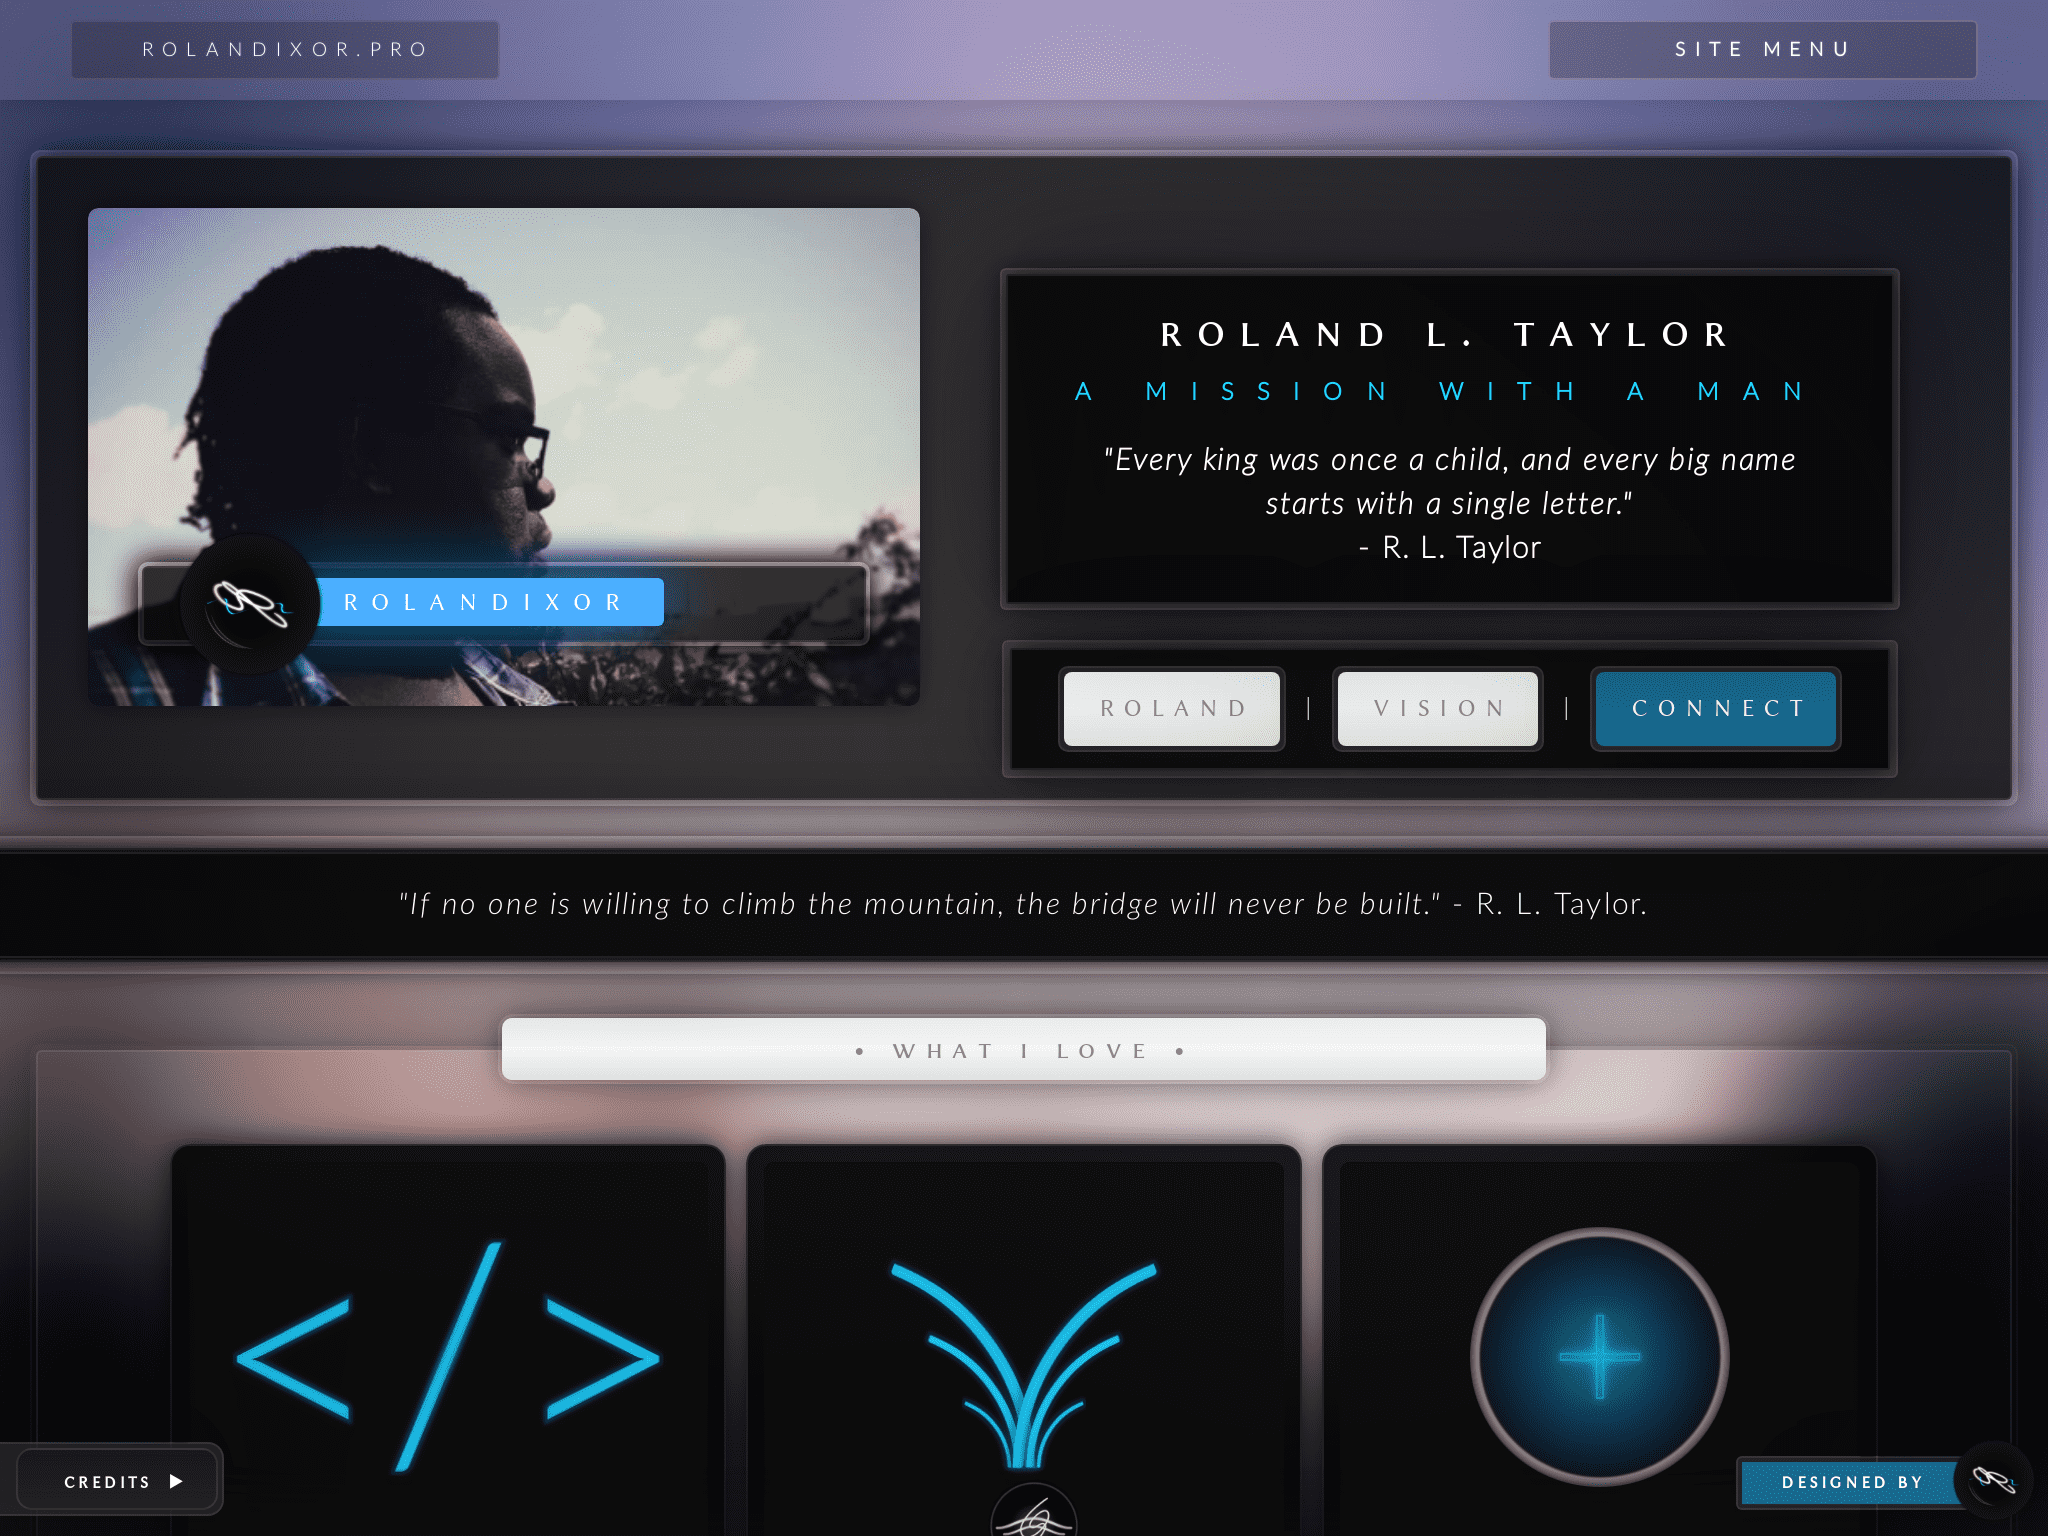 ROLANDIXOR.PRO
SITE MENU
ROLAND L. TAYLOR
A MISSION WITH A MAN
"Every king was once a child, and every big name
starts with a single letter."
- R. L. Taylor
ROLANDIXOR
ROLAND | VISION | CONNECT
"If no one is willing to climb the mountain, the bridge will never be built." - R. L. Taylor.
• WHAT I LOVE •
</>
CREDITS ▶
DESIGNED BY